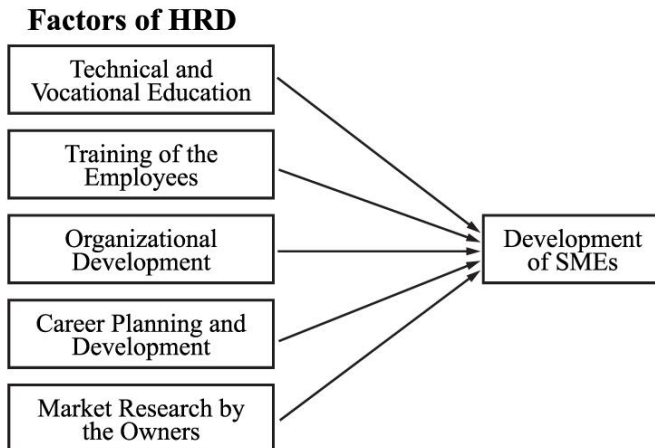 Factors of HRD
Technical and
Vocational Education
Training of the
Employees
Organizational
Development
Career Planning and
Development
Market Research by
the Owners
Development
of SMEs